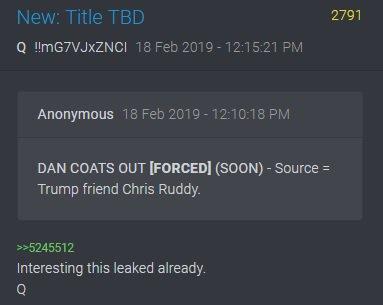 New: Title TBD
2791
Q !!mG7VJxZNCI 18 Feb 2019 - 12:15:21 PM
Anonymous 18 Feb 2019 - 12:10:18 PM
DAN COATS OUT [FORCED] (SOON) - Source =
Trump friend Chris Ruddy.
>>5245512
Interesting this leaked already.
Q